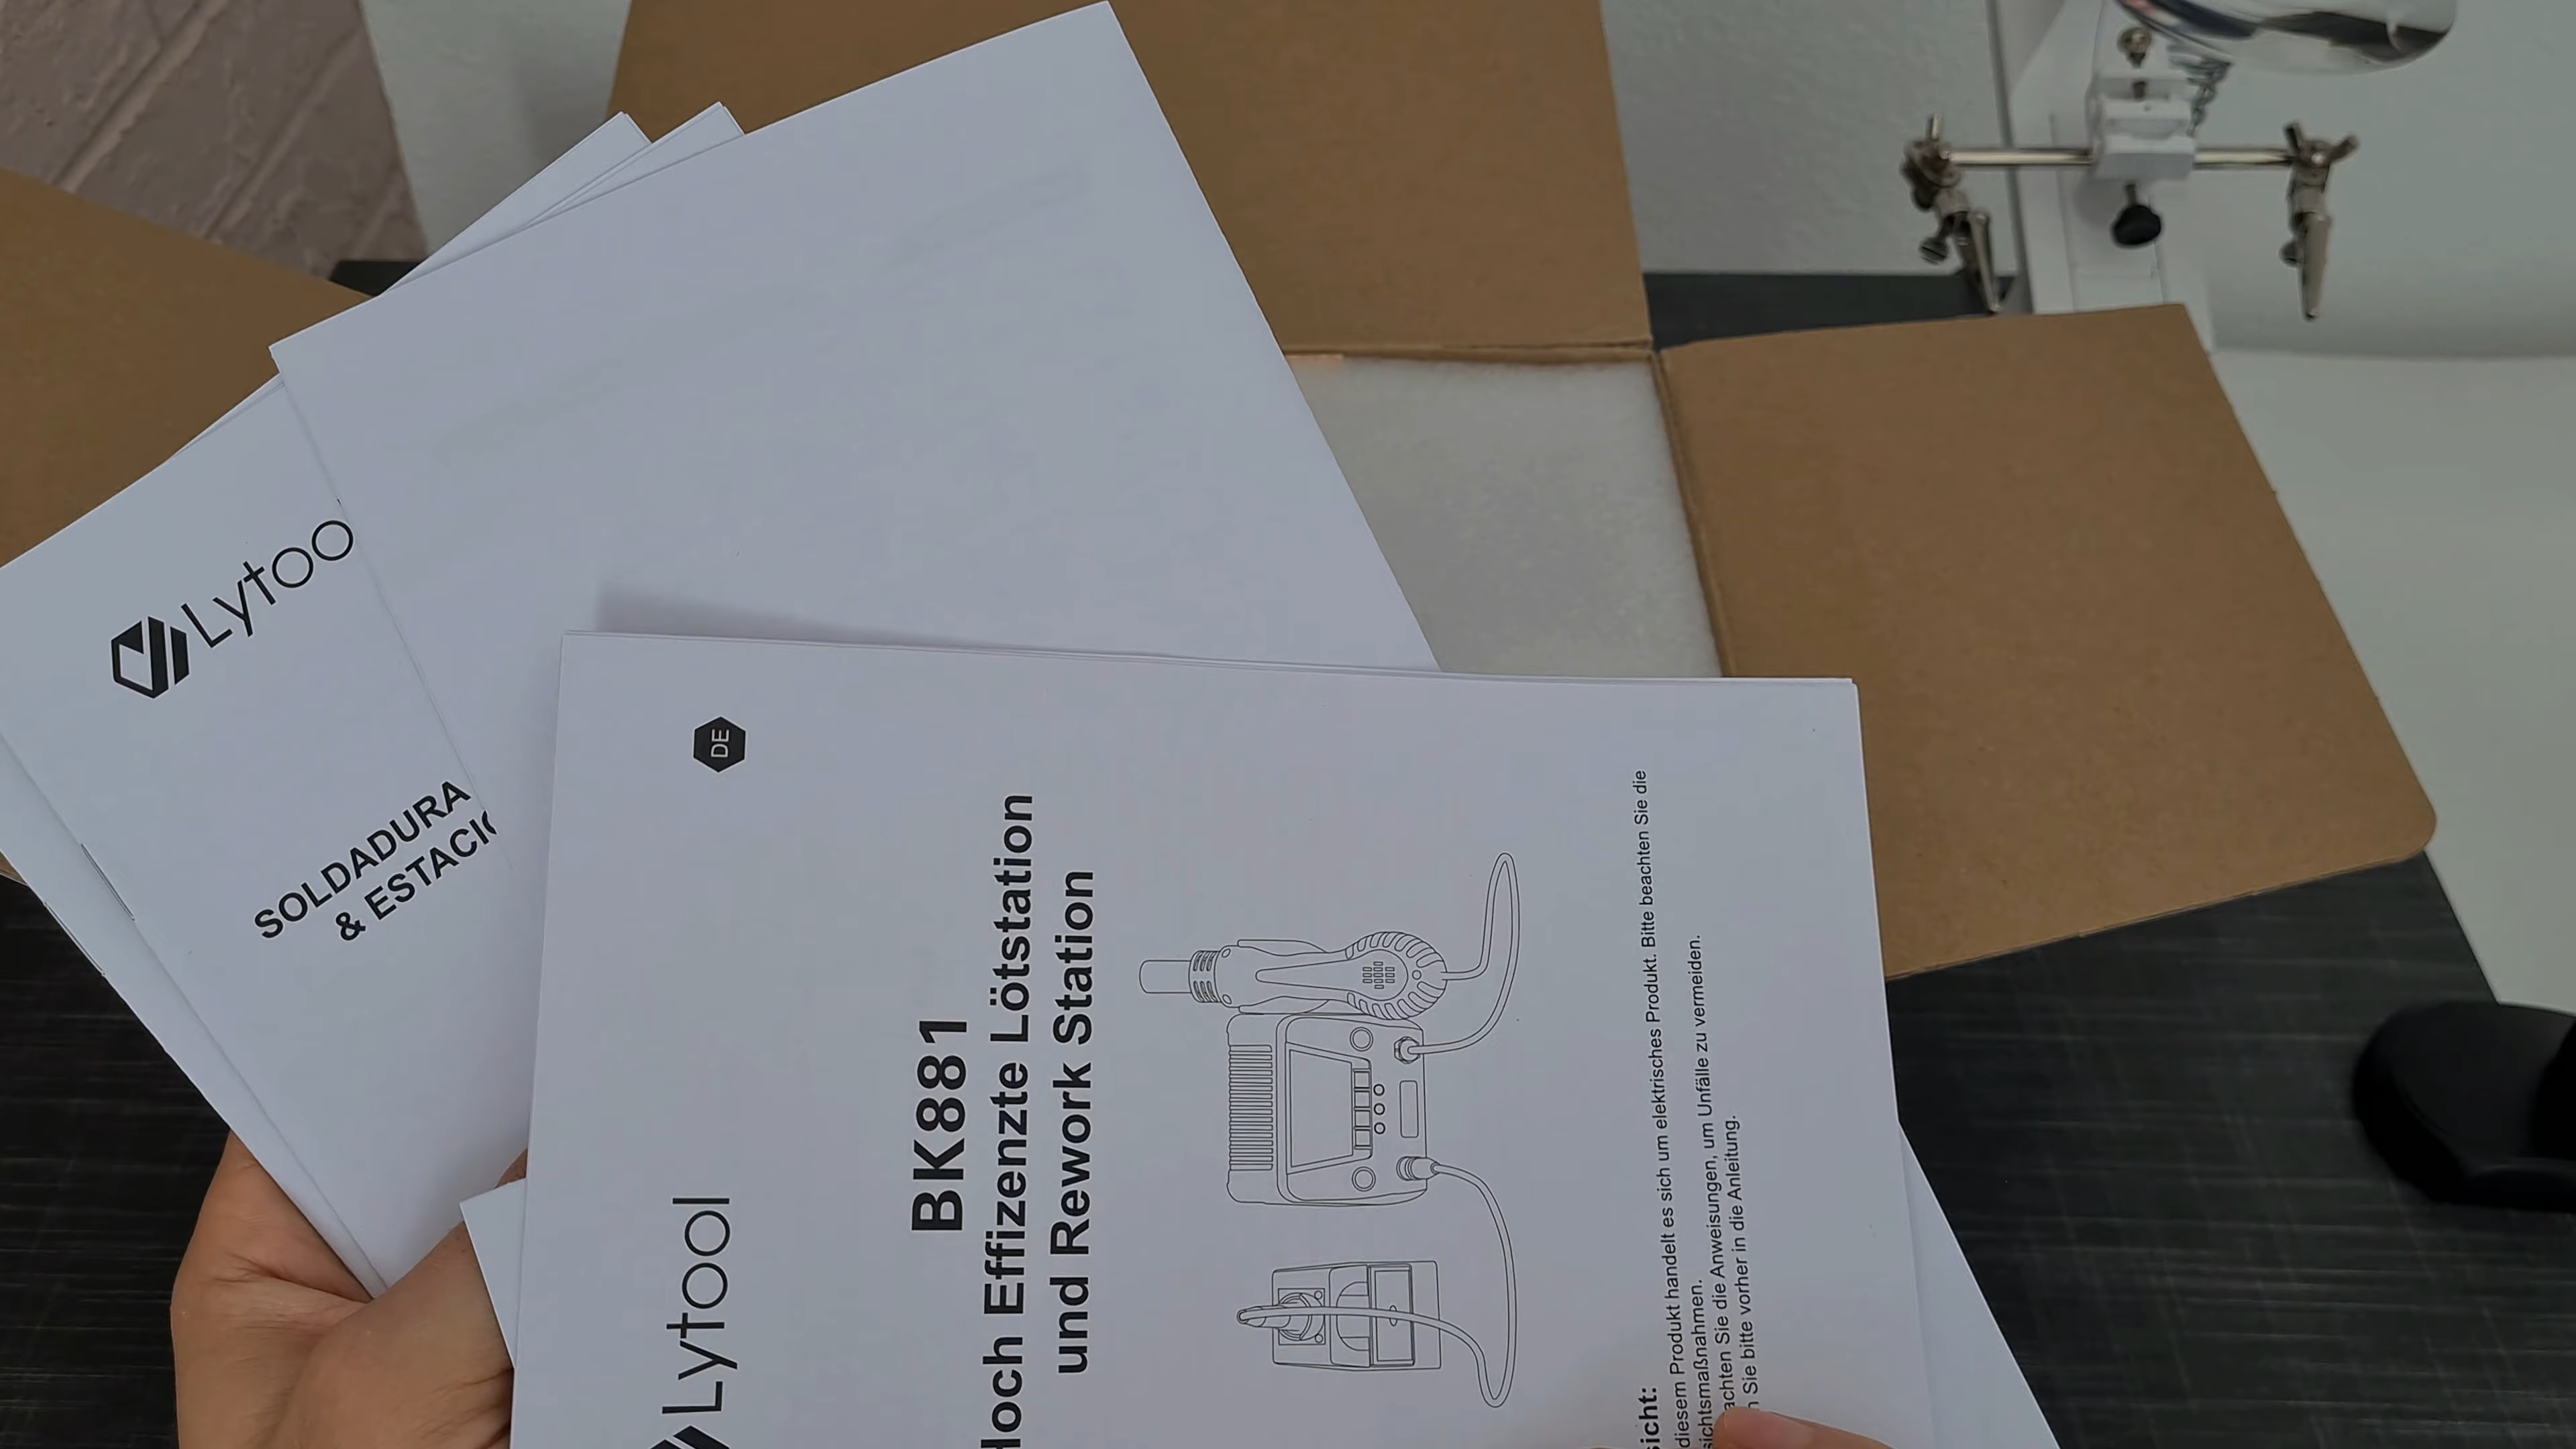 Lytoo
SOLDADURA
& ESTACI
DE
Lytool
BK881
Hoch Effizenzte Lötstation
und Rework Station
sicht:
diesem Produkt handelt es sich um elektrisches Produkt. Bitte beachten Sie die
sichtsmaßnahmen.
achten Sie die Anweisungen, um Unfälle zu vermeiden.
Sie bitte vorher in die Anleitung.